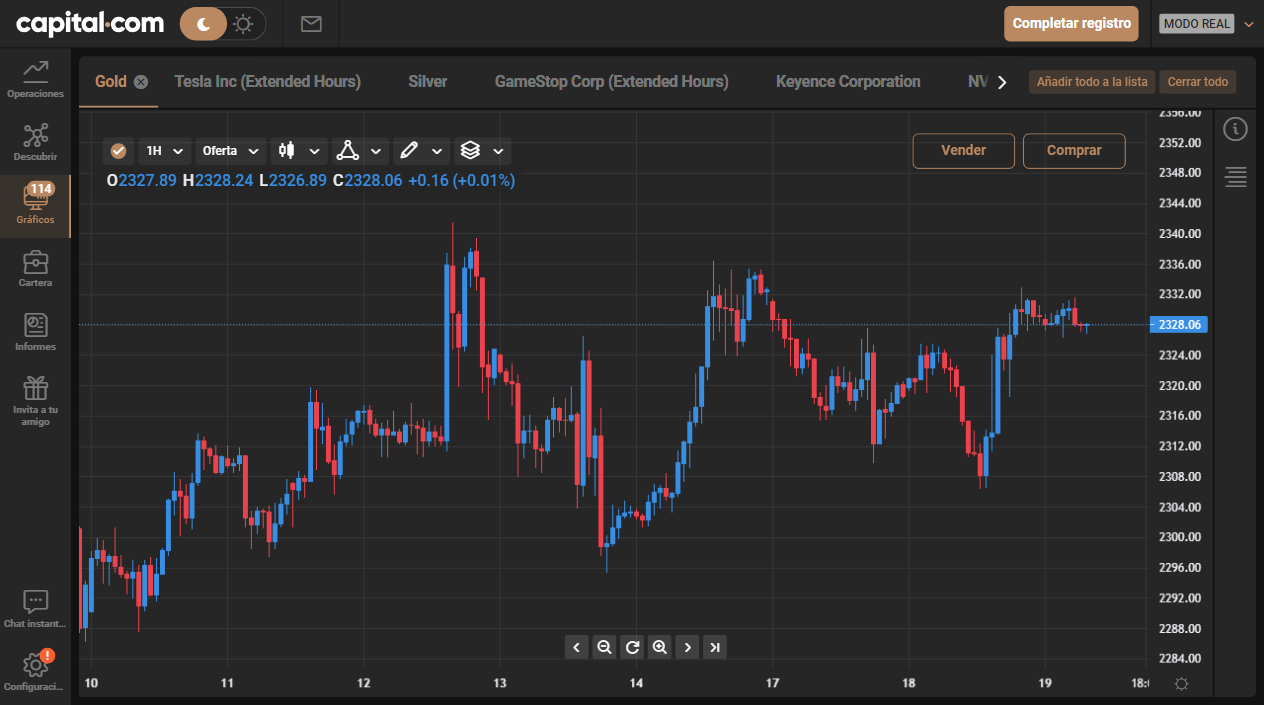 capital.com
Completar registro
MODO REAL
Operaciones
Descubrir
114
Gráficos
Cartera
Informes
Invita a tu
amigo
Chat instant...
!
Configuraci...
Gold
Tesla Inc (Extended Hours)
Silver
GameStop Corp (Extended Hours)
Keyence Corporation
NV
Añadir todo a la lista
Cerrar todo
1H
Oferta
Vender
Comprar
O2327.89 H2328.24 L2326.89 C2328.06 +0.16 (+0.01%)
2356.00
2352.00
2348.00
2344.00
2340.00
2336.00
2332.00
2328.06
2324.00
2320.00
2316.00
2312.00
2308.00
2304.00
2300.00
2296.00
2292.00
2288.00
2284.00
10 11 12 13 14 17 18 19 18: